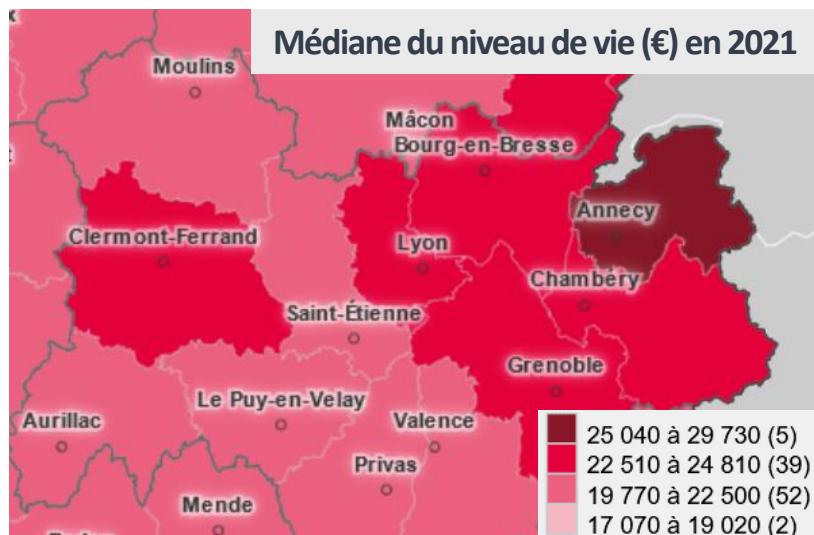 Médiane du niveau de vie (€) en 2021
Moulins
Mâcon
Bourg-en-Bresse
Annecy
Clermont-Ferrand
Lyon
Chambéry
Saint-Étienne
Grenoble
Le Puy-en-Velay
Aurillac
Valence
Privas
Mende
25 040 à 29 730 (5)
22 510 à 24 810 (39)
19 770 à 22 500 (52)
17 070 à 19 020 (2)